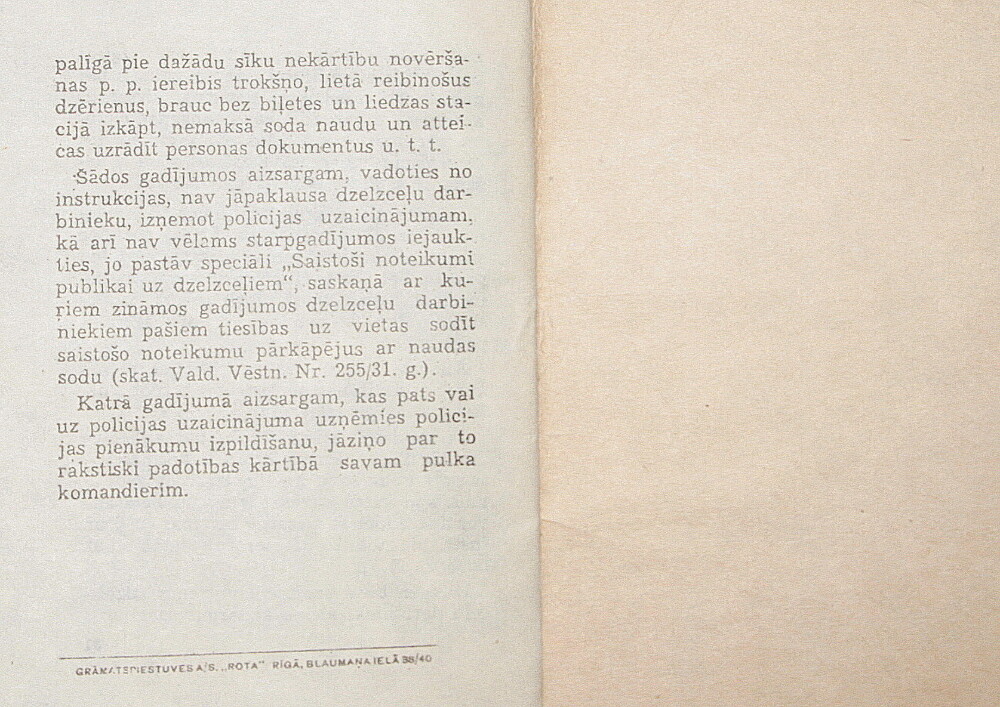 palīgā pie dažādu sīku nekārtību novērša-
nas p. p. iereibis trokšņo, lietā reibinošus
dzērienus, brauc bez biļetes un liedzas sta-
cijā izkāpt, nemaksā soda naudu un attei-
cas uzrādīt personas dokumentus u. t. t.
Šādos gadījumos aizsargam, vadoties no
instrukcijas, nav jāpaklausa dzelzceļu dar-
binieku, izņemot policijas uzaicinājumam,
kā arī nav vēlams starpgadījumos iejauk-
ties, jo pastāv speciāli „Saistoši noteikumi
publikai uz dzelzceļiem“, saskaņā ar ku-
ŗiem zināmos gadījumos dzelzceļu darbi-
niekiem pašiem tiesības uz vietas sodīt
saistošo noteikumu pārkāpējus ar naudas
sodu (skat. Vald. Vēstn. Nr. 255/31. g.).
Katrā gadījumā aizsargam, kas pats vai
uz policijas uzaicinājuma uzņēmies polici-
jas pienākumu izpildīšanu, jāziņo par to
rakstiski padotības kārtībā savam pulka
komandierim.
GRĀMATSPIESTUVES A/S. „ROTA“ RĪGĀ, BLAUMAŅA IELĀ 38/40